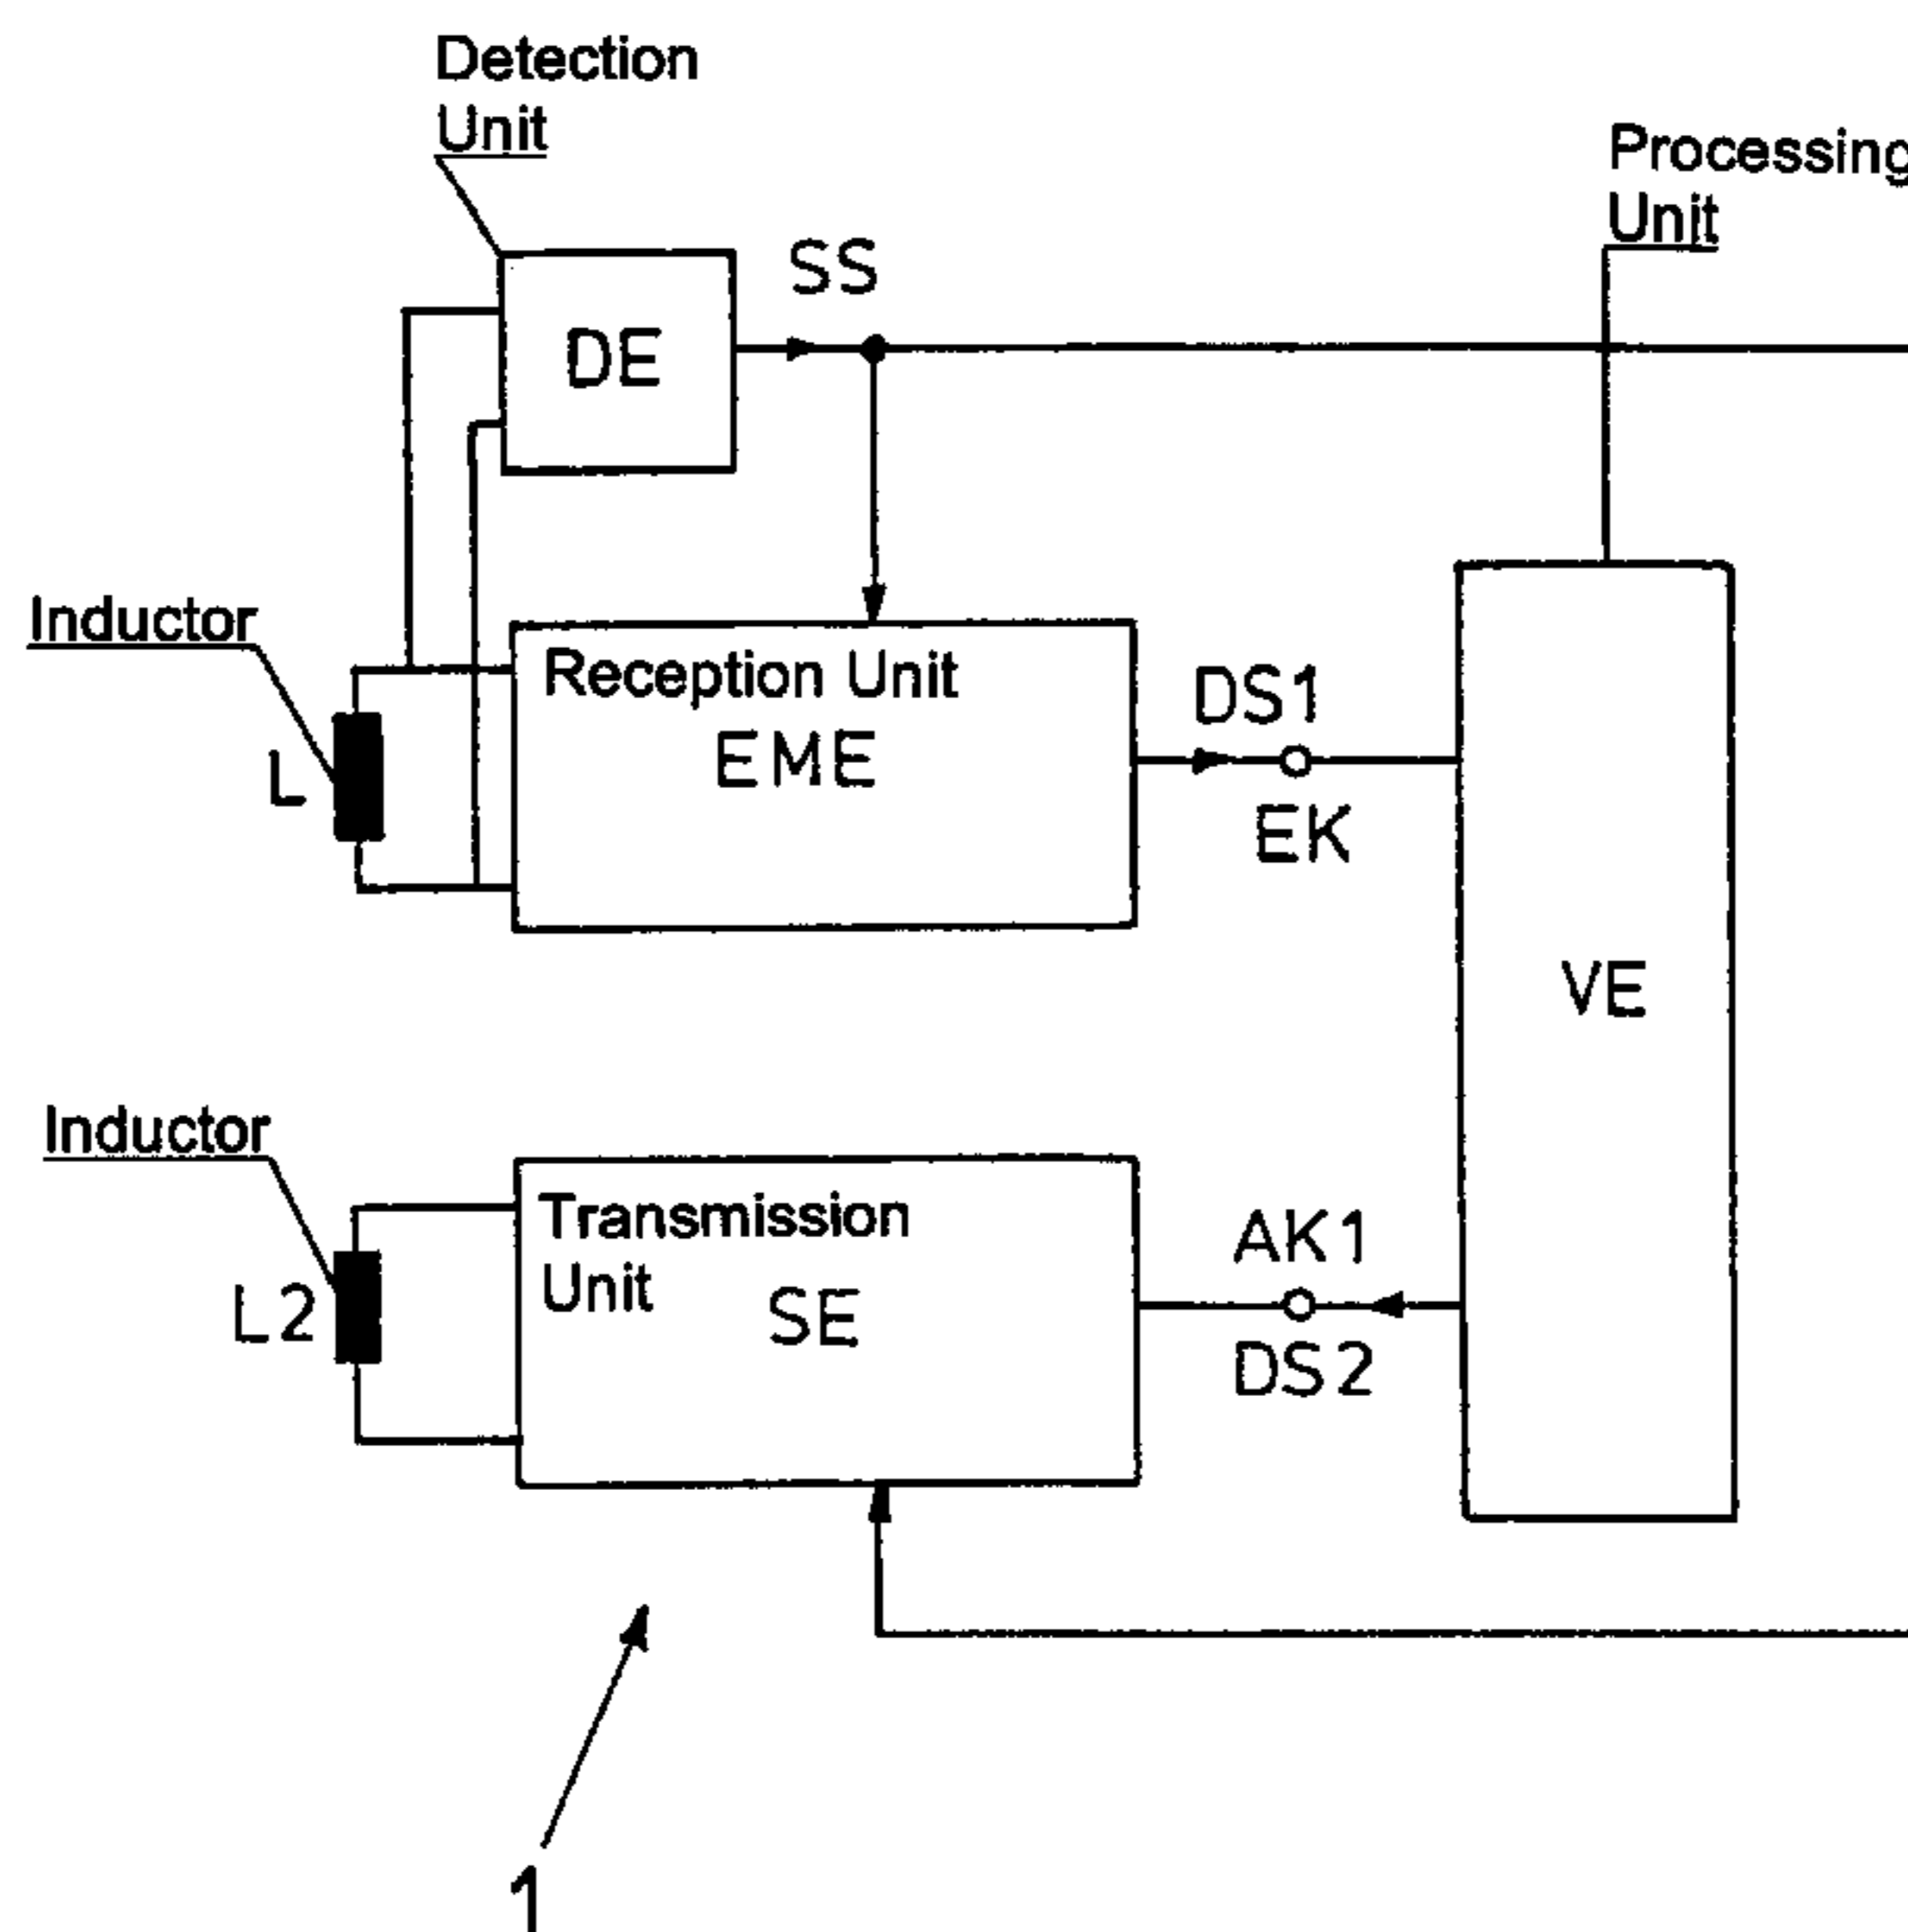 Detection
Unit
Processing
Unit
SS
DE
Inductor
Reception Unit
EME
DS1
L
EK
VE
Inductor
Transmission
Unit
AK1
L2
SE
DS2
1